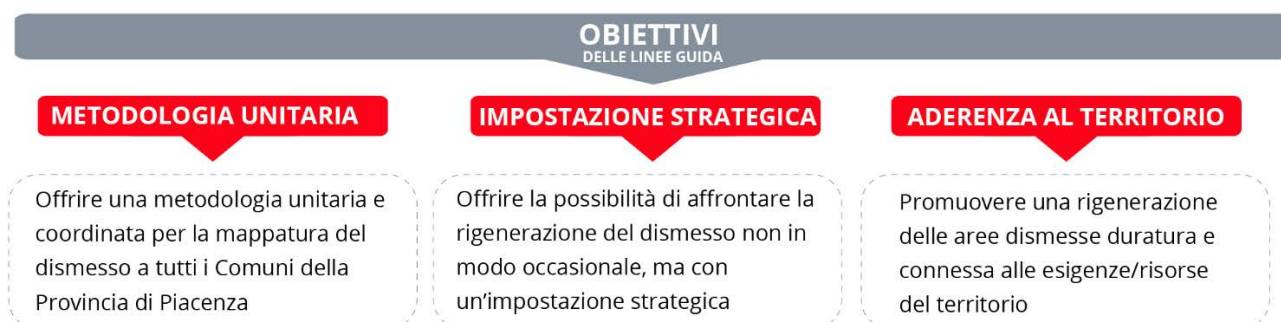 OBIETTIVI
DELLE LINEE GUIDA
METODOLOGIA UNITARIA
Offrire una metodologia unitaria e
coordinata per la mappatura del
dismesso a tutti i Comuni della
Provincia di Piacenza
IMPOSTAZIONE STRATEGICA
Offrire la possibilità di affrontare la
rigenerazione del dismesso non in
modo occasionale, ma con
un’impostazione strategica
ADERENZA AL TERRITORIO
Promuovere una rigenerazione
delle aree dismesse duratura e
connessa alle esigenze/risorse
del territorio